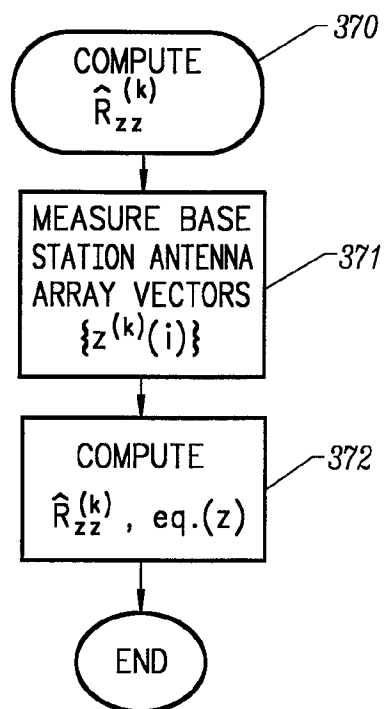 370
COMPUTE
R̂zz(k)
MEASURE BASE
STATION ANTENNA
ARRAY VECTORS
{z(k)(i)}
371
COMPUTE
R̂zz(k), eq.(z)
372
END